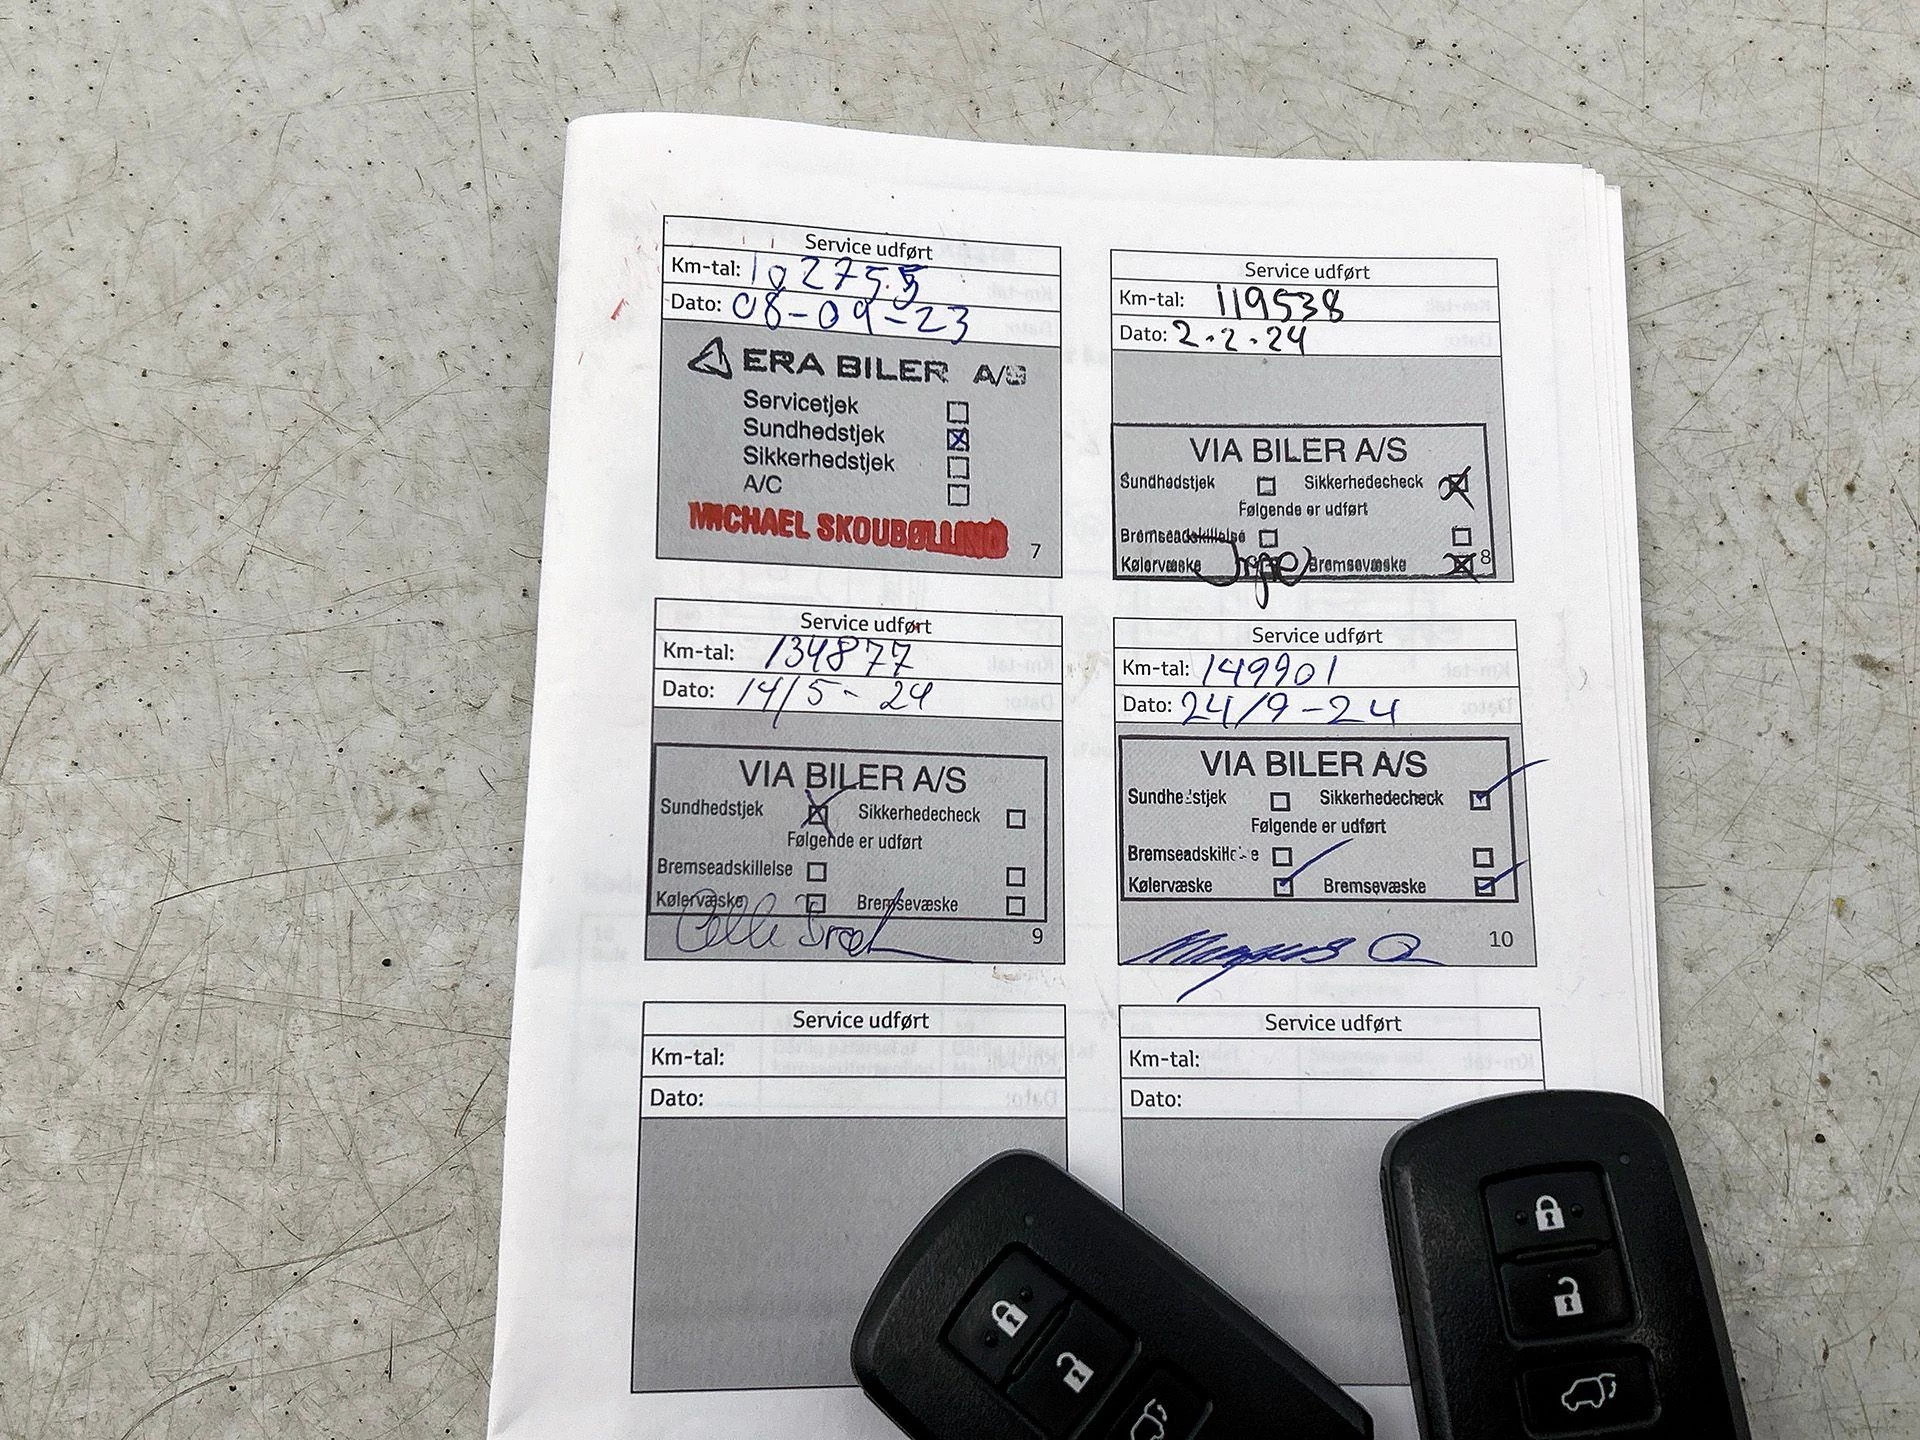 Service udført
Km-tal: 102755
Dato: 08-09-23
ERA BILER A/S
Servicetjek
Sundhedstjek
Sikkerhedstjek
A/C
MICHAEL SKOUBØLLING
7
Service udført
Km-tal: 119538
Dato: 2.2.24
VIA BILER A/S
Sundhedstjek Sikkerhedecheck
Følgende er udført
Bremseadskillelse
Kølervæske Bremsevæske
8
Service udført
Km-tal: 134877
Dato: 14/5-24
VIA BILER A/S
Sundhedstjek Sikkerhedecheck
Følgende er udført
Bremseadskillelse
Kølervæske Bremsevæske
9
Service udført
Km-tal: 149901
Dato: 24/9-24
VIA BILER A/S
Sundhedstjek Sikkerhedecheck
Følgende er udført
Bremseadskillelse
Kølervæske Bremsevæske
10
Service udført
Km-tal:
Dato:
Service udført
Km-tal:
Dato: